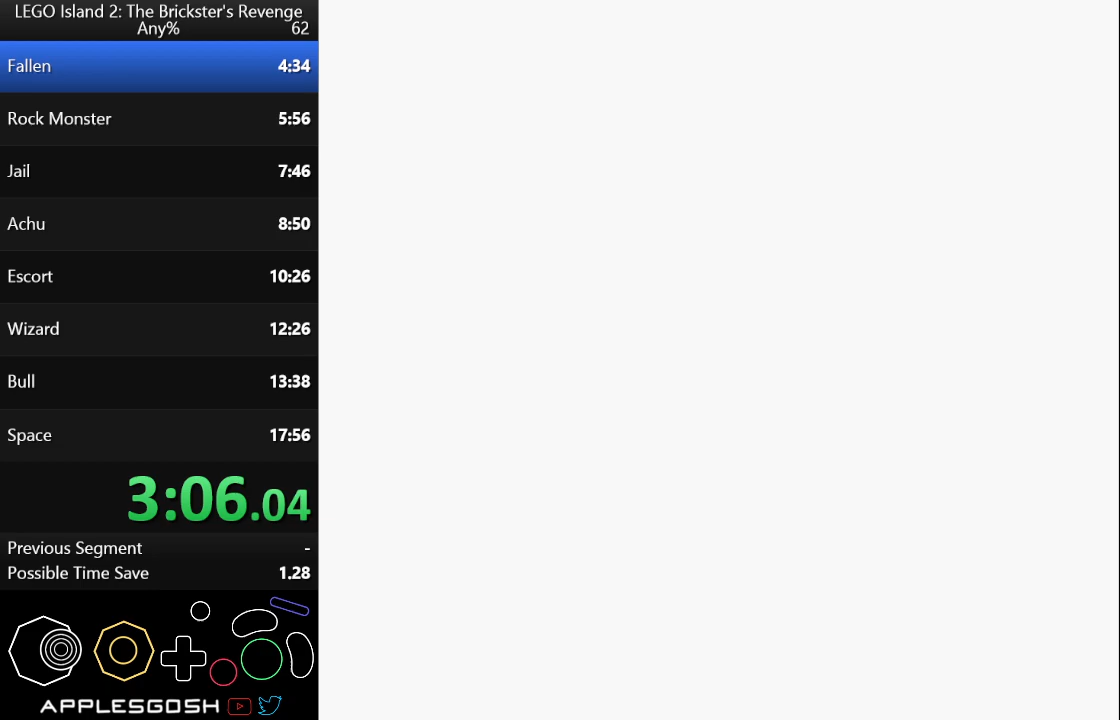 LEGO Island 2: The Brickster's Revenge
Any% 62
Fallen 4:34
Rock Monster 5:56
Jail 7:46
Achu 8:50
Escort 10:26
Wizard 12:26
Bull 13:38
Space 17:56
3:06.04
Previous Segment -
Possible Time Save 1.28
APPLESGOSH